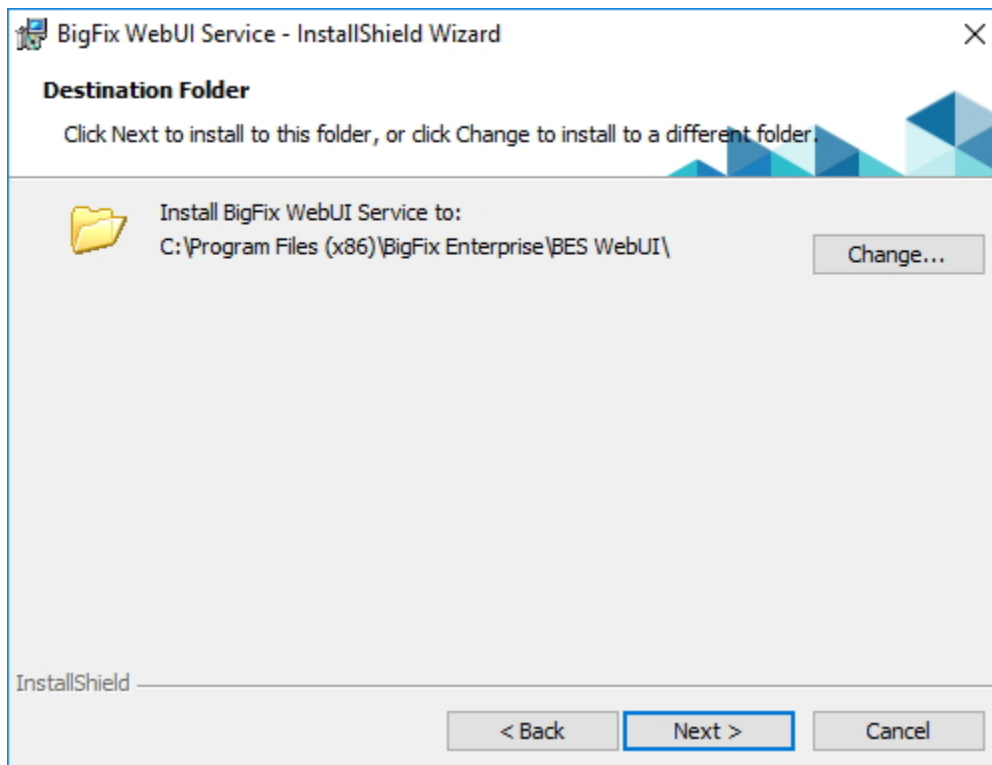 BigFix WebUI Service - InstallShield Wizard
Destination Folder
Click Next to install to this folder, or click Change to install to a different folder.
Install BigFix WebUI Service to:
C:\Program Files (x86)\BigFix Enterprise\BES WebUI\
Change...
InstallShield
< Back
Next >
Cancel